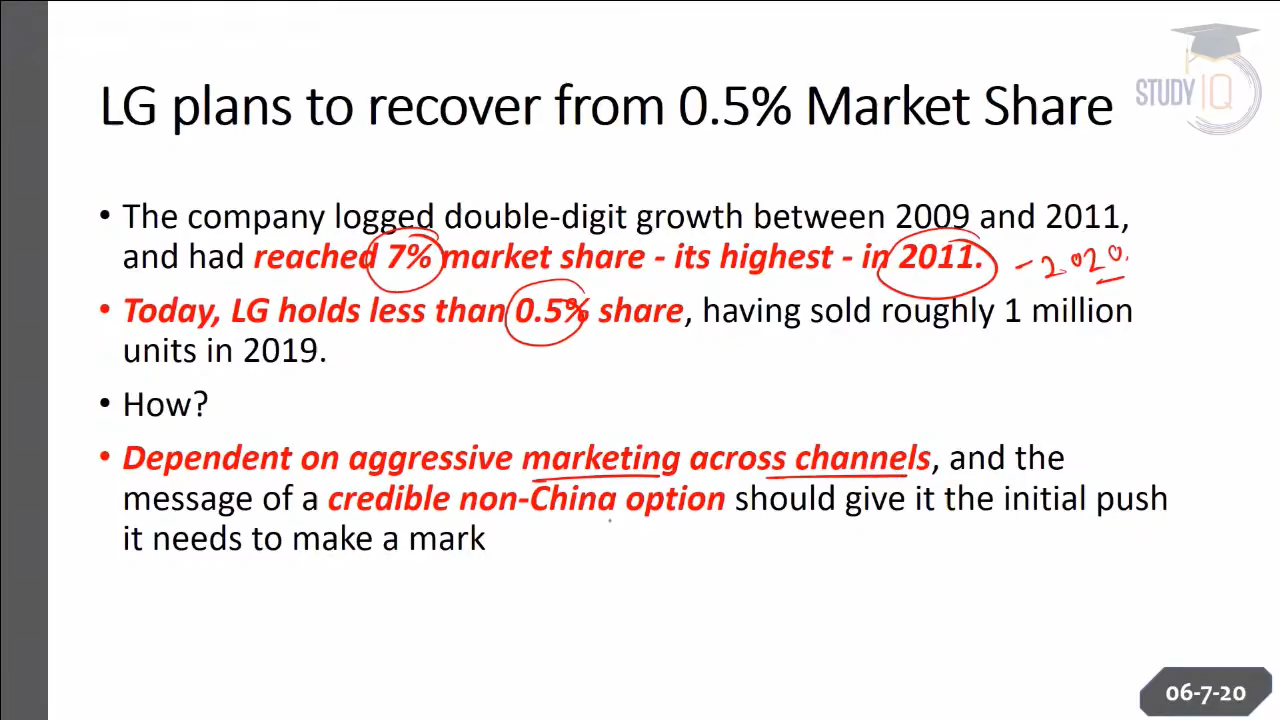 STUDY IQ
LG plans to recover from 0.5% Market Share
• The company logged double-digit growth between 2009 and 2011,
and had reached 7% market share - its highest - in 2011. - 2020.
• Today, LG holds less than 0.5% share, having sold roughly 1 million
units in 2019.
• How?
• Dependent on aggressive marketing across channels, and the
message of a credible non-China option should give it the initial push
it needs to make a mark
06-7-20